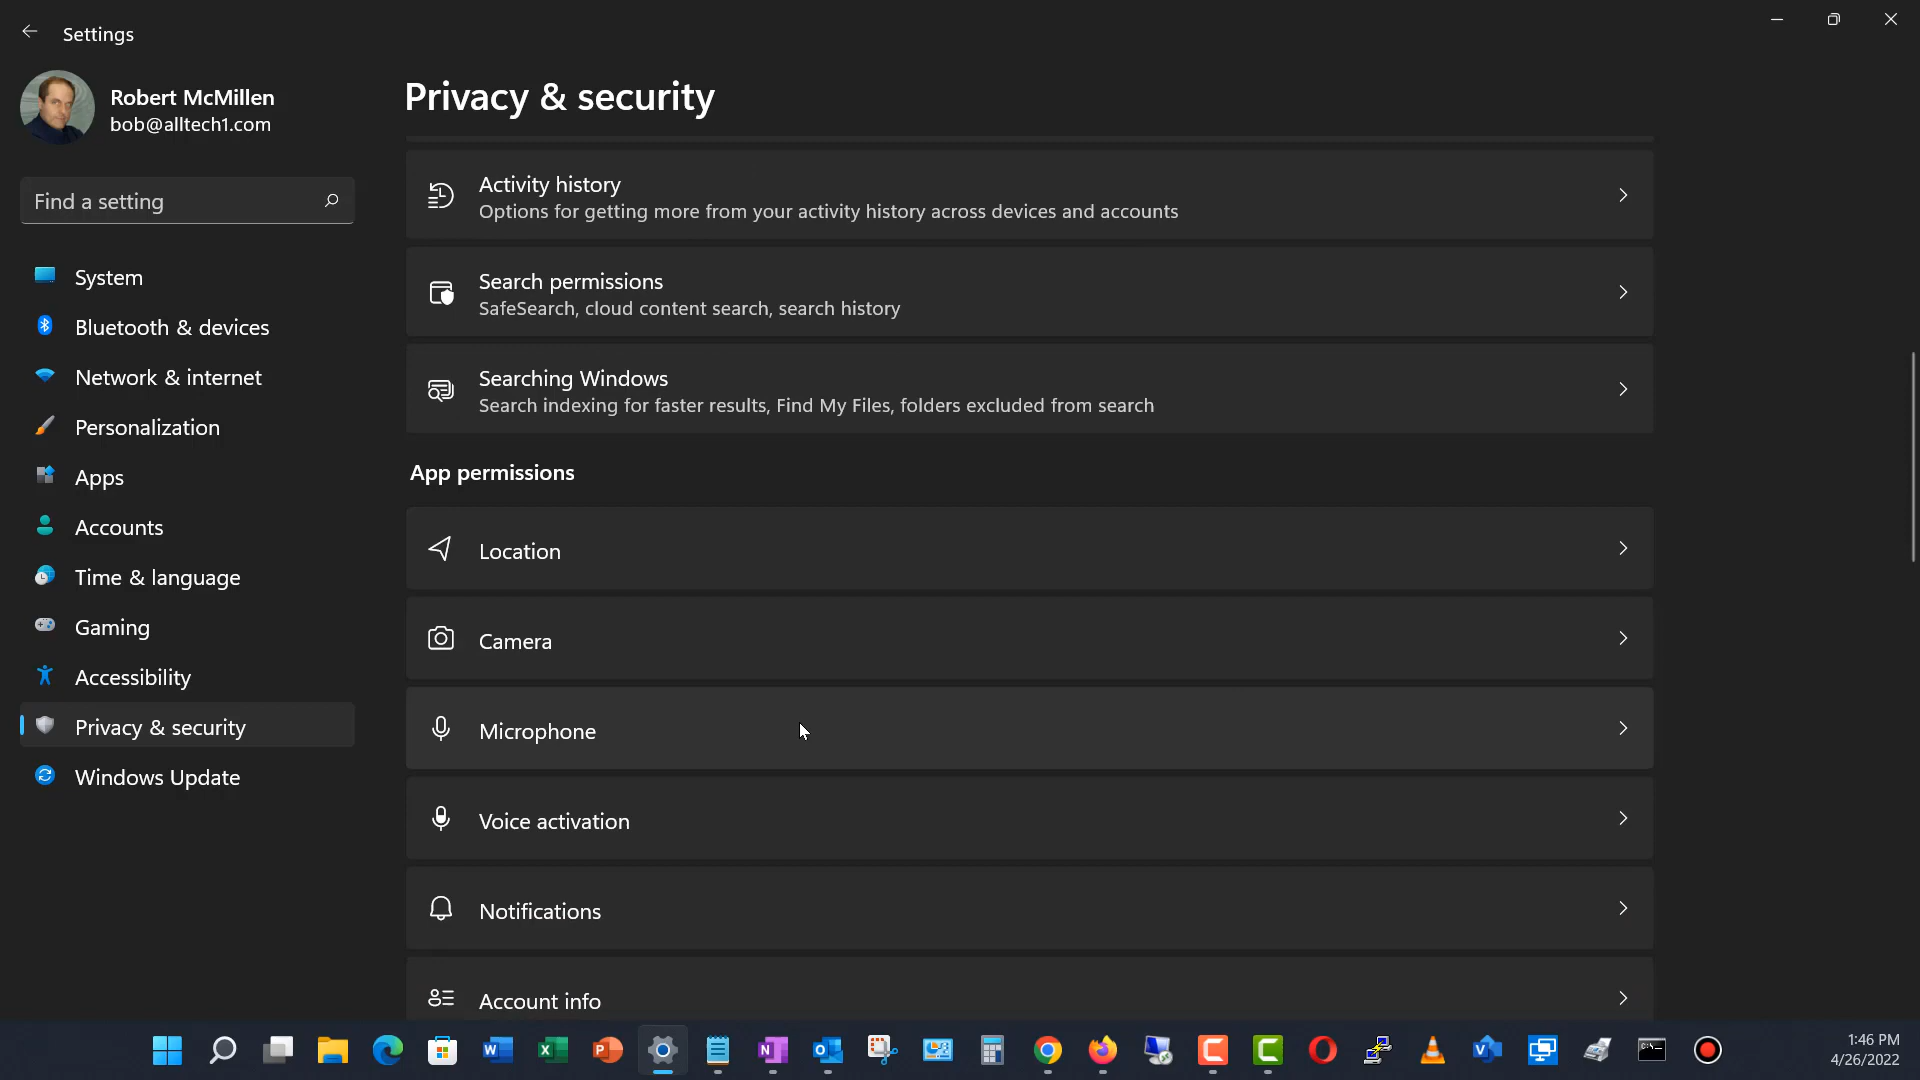 Settings
Robert McMillen
bob@alltech1.com
Find a setting
System
Bluetooth & devices
Network & internet
Personalization
Apps
Accounts
Time & language
Gaming
Accessibility
Privacy & security
Windows Update
Privacy & security
Activity history
Options for getting more from your activity history across devices and accounts
Search permissions
SafeSearch, cloud content search, search history
Searching Windows
Search indexing for faster results, Find My Files, folders excluded from search
App permissions
Location
Camera
Microphone
Voice activation
Notifications
Account info
1:46 PM
4/26/2022